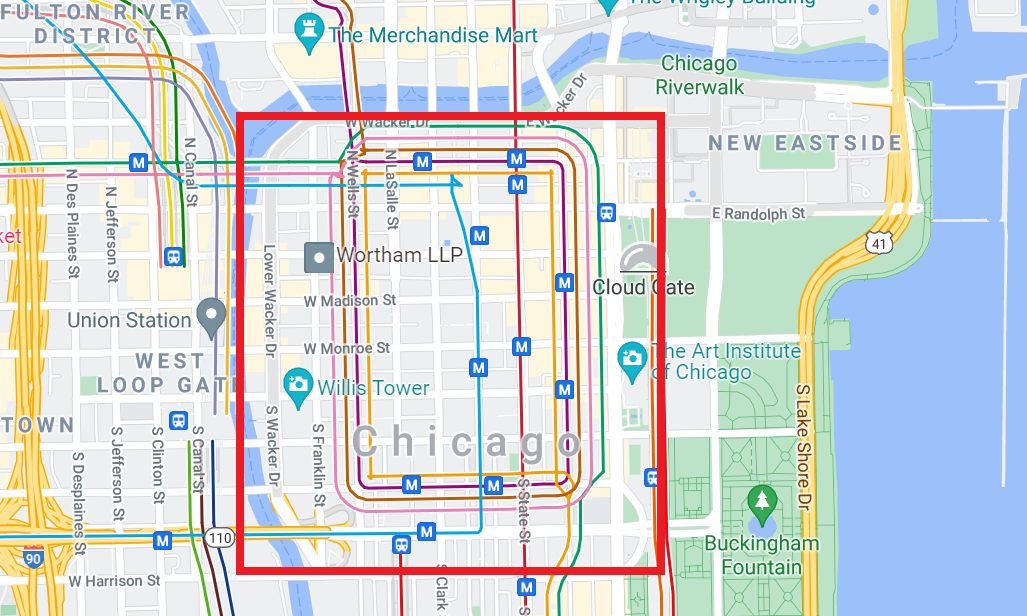 FULTON RIVER
DISTRICT
The Merchandise Mart
The Wrigley Building
Chicago
Riverwalk
W Wacker Dr
E Wacker Dr
NEW EASTSIDE
M
M
M
M
N Canal St
N Des Plaines St
N Jefferson St
N Wells St
N LaSalle St
E Randolph St
ket
M
41
Wortham LLP
Lower Wacker Dr
Cloud Gate
M
W Madison St
Union Station
W Monroe St
M
The Art Institute
of Chicago
WEST
LOOP GATE
M
Willis Tower
M
S Lake Shore Dr
TOWN
S Wacker Dr
S Franklin St
Chicago
S Jefferson St
S Clinton St
S Canal St
S Desplaines St
M
M
S State St
M
M
110
90
Buckingham
Fountain
W Harrison St
S Clark
M
S